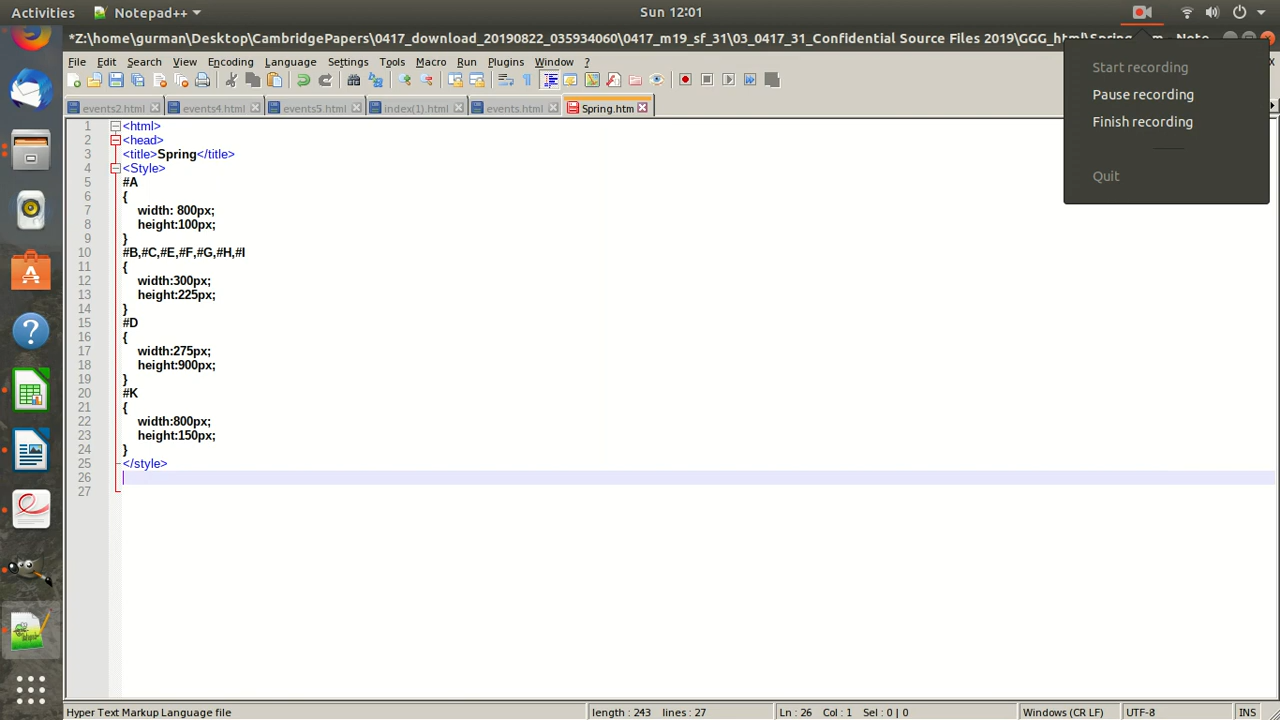 Activities Notepad++ Sun 12:01
*Z:\home\gurman\Desktop\CambridgePapers\0417_download_20190822_035934060\0417_m19_sf_31\03_0417_31_Confidential Source Files 2019\GGG_html\Spring
File Edit Search View Encoding Language Settings Tools Macro Run Plugins Window ?
events2.html events4.html events5.html index(1).html events.html Spring.htm
Start recording
Pause recording
Finish recording
Quit
1 <html>
2 <head>
3 <title>Spring</title>
4 <Style>
5 #A
6 {
7 width: 800px;
8 height:100px;
9 }
10 #B,#C,#E,#F,#G,#H,#I
11 {
12 width:300px;
13 height:225px;
14 }
15 #D
16 {
17 width:275px;
18 height:900px;
19 }
20 #K
21 {
22 width:800px;
23 height:150px;
24 }
25 </style>
26
27
Hyper Text Markup Language file length : 243 lines : 27 Ln : 26 Col : 1 Sel : 0 | 0 Windows (CR LF) UTF-8 INS